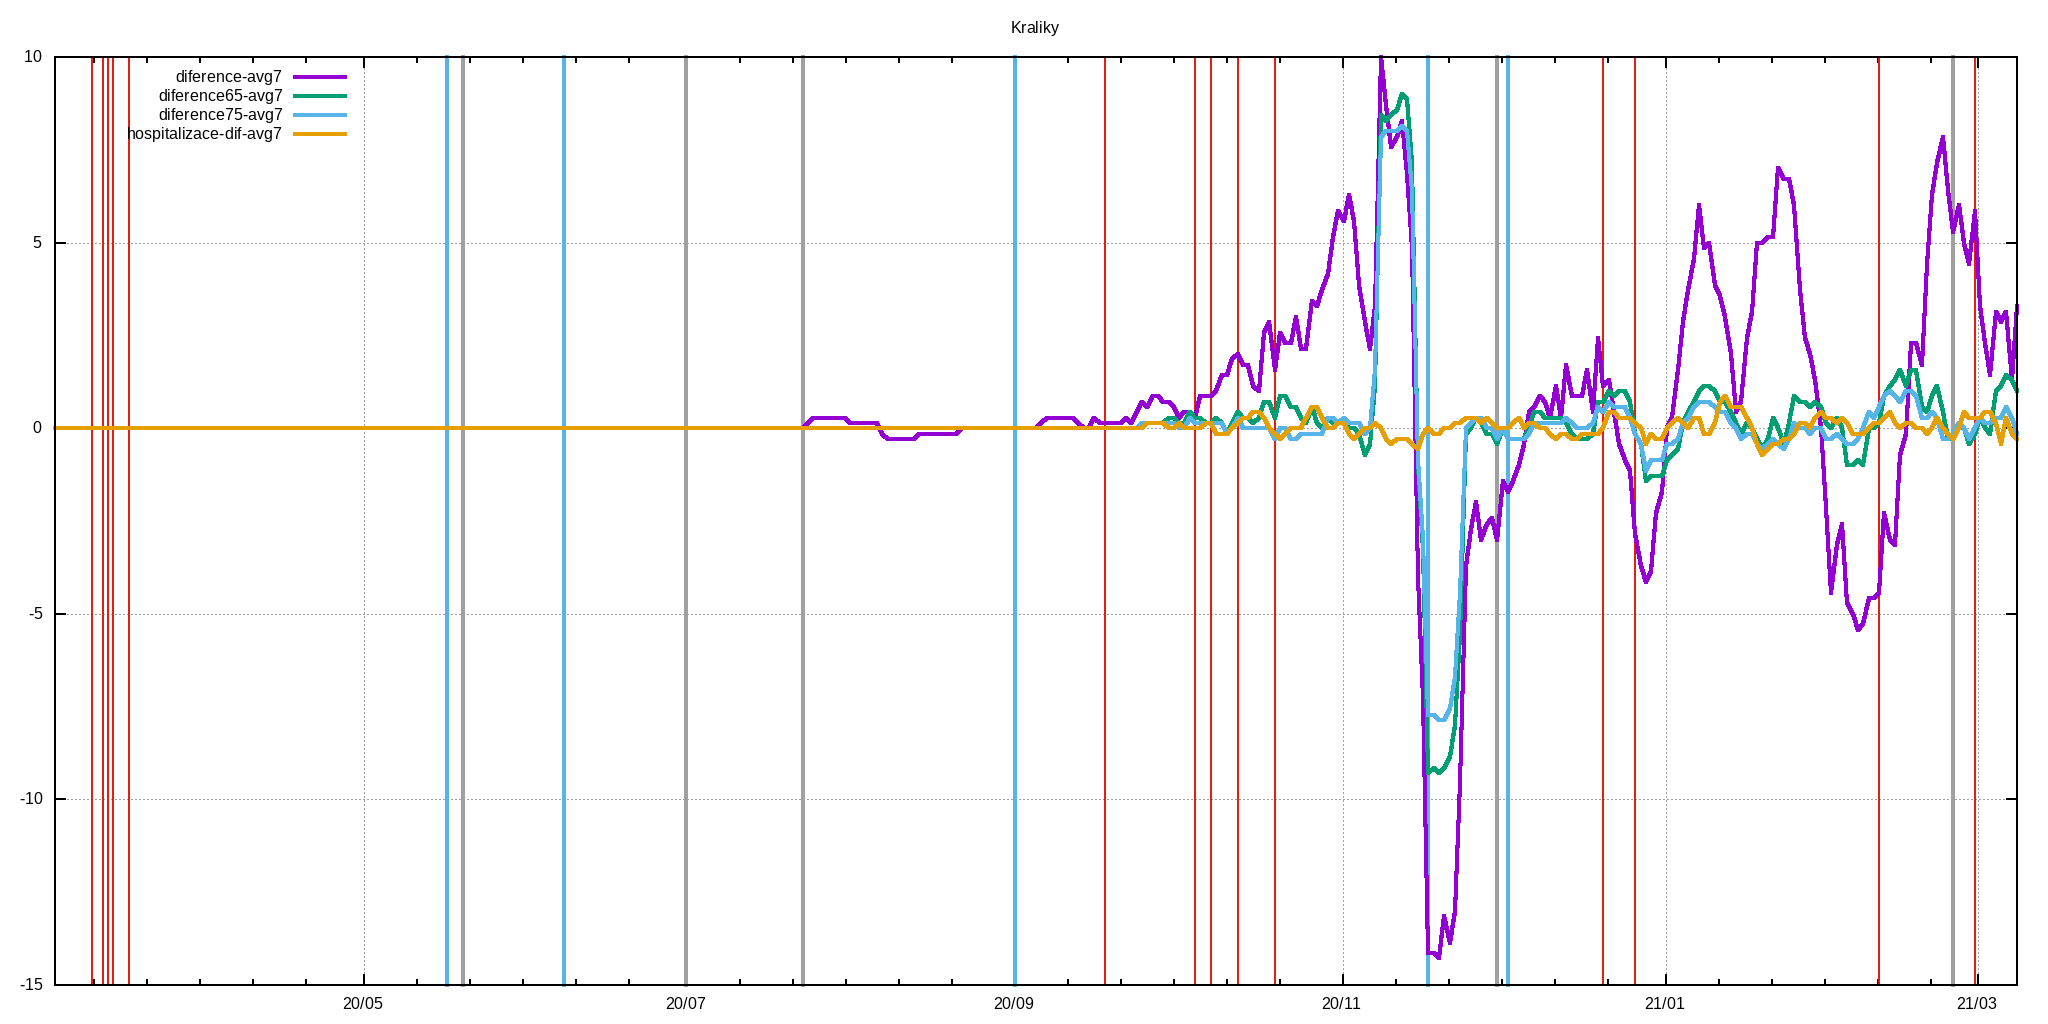 Kraliky
diference-avg7
diference65-avg7
diference75-avg7
hospitalizace-dif-avg7
10
5
0
-5
-10
-15
20/05 20/07 20/09 20/11 21/01 21/03